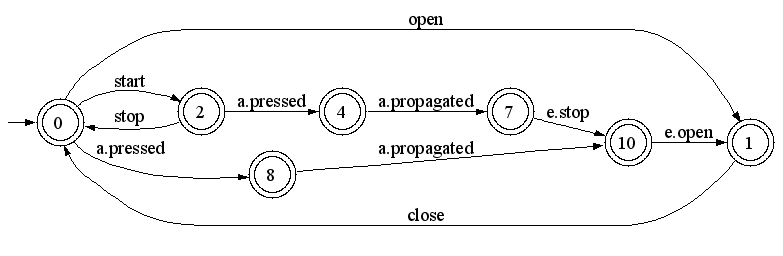 open
start
a.pressed
a.propagated
2
4
7
e.stop
0
stop
e.open
a.pressed
a.propagated
10
1
8
close